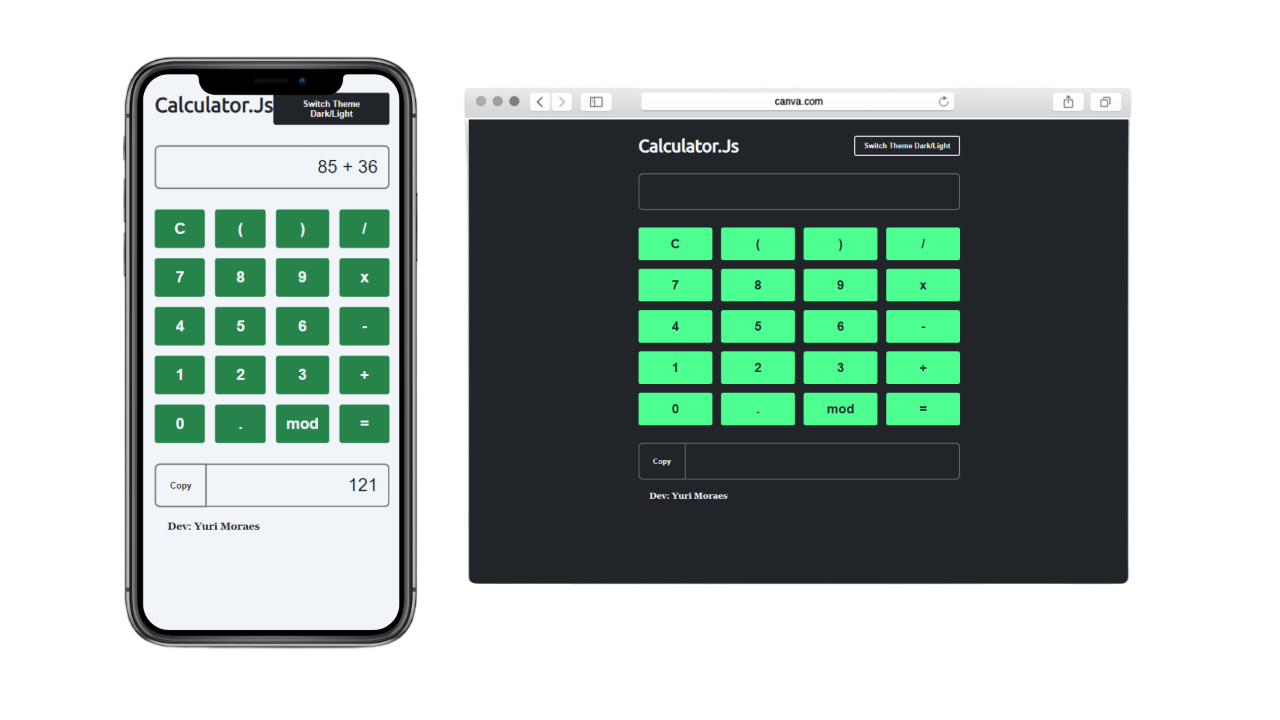 Calculator.Js
Switch Theme
Dark/Light
85 + 36
C ( ) /
7 8 9 x
4 5 6 -
1 2 3 +
0 . mod =
Copy 121
Dev: Yuri Moraes
canva.com
Calculator.Js Switch Theme Dark/Light
C ( ) /
7 8 9 x
4 5 6 -
1 2 3 +
0 . mod =
Copy
Dev: Yuri Moraes